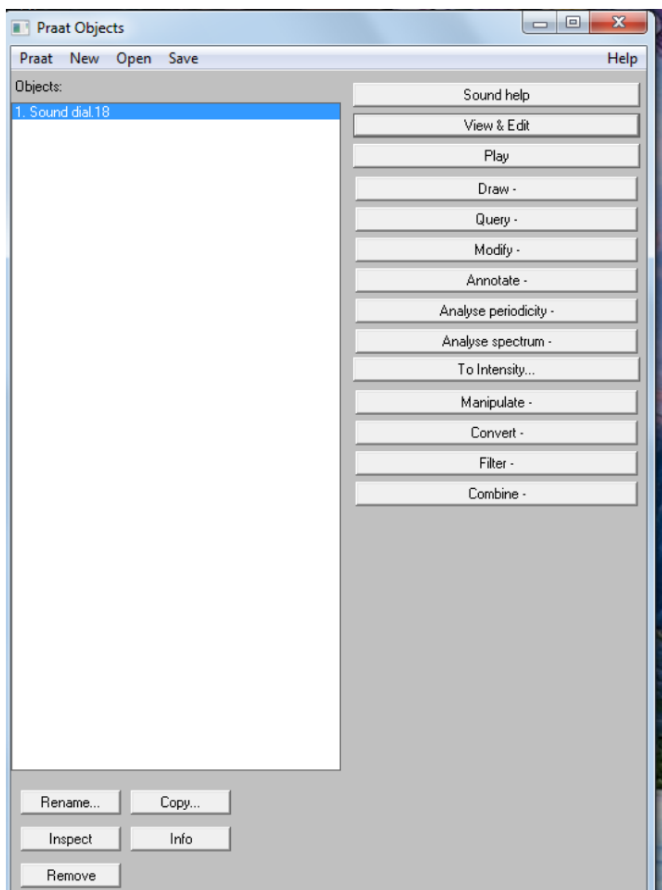 Praat Objects
Praat New Open Save Help
Objects:
1. Sound dial.18
Sound help
View & Edit
Play
Draw -
Query -
Modify -
Annotate -
Analyse periodicity -
Analyse spectrum -
To Intensity...
Manipulate -
Convert -
Filter -
Combine -
Rename... Copy...
Inspect Info
Remove